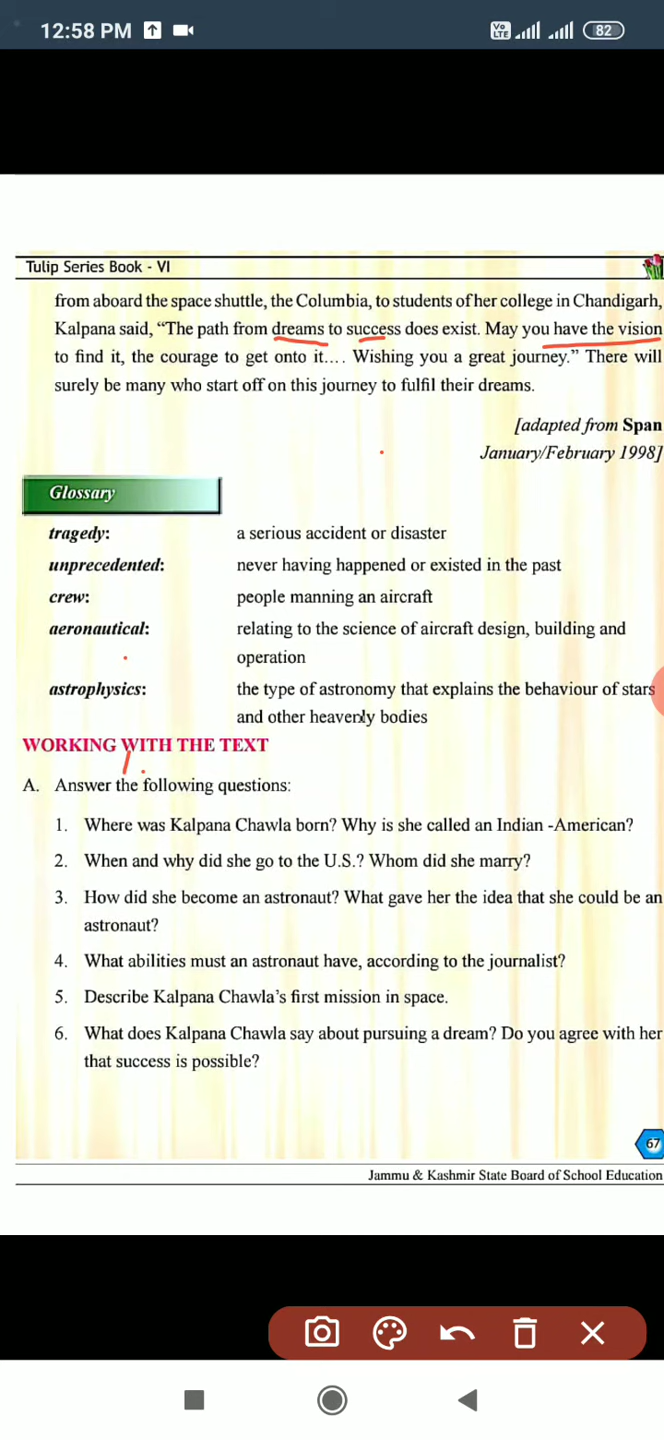 12:58 PM
Vo LTE 82
Tulip Series Book - VI
from aboard the space shuttle, the Columbia, to students of her college in Chandigarh,
Kalpana said, “The path from dreams to success does exist. May you have the vision
to find it, the courage to get onto it.... Wishing you a great journey.” There will
surely be many who start off on this journey to fulfil their dreams.
[adapted from Span
January/February 1998]
Glossary
tragedy: a serious accident or disaster
unprecedented: never having happened or existed in the past
crew: people manning an aircraft
aeronautical: relating to the science of aircraft design, building and
operation
astrophysics: the type of astronomy that explains the behaviour of stars
and other heavenly bodies
WORKING WITH THE TEXT
A. Answer the following questions:
1. Where was Kalpana Chawla born? Why is she called an Indian -American?
2. When and why did she go to the U.S.? Whom did she marry?
3. How did she become an astronaut? What gave her the idea that she could be an
astronaut?
4. What abilities must an astronaut have, according to the journalist?
5. Describe Kalpana Chawla’s first mission in space.
6. What does Kalpana Chawla say about pursuing a dream? Do you agree with her
that success is possible?
67
Jammu & Kashmir State Board of School Education